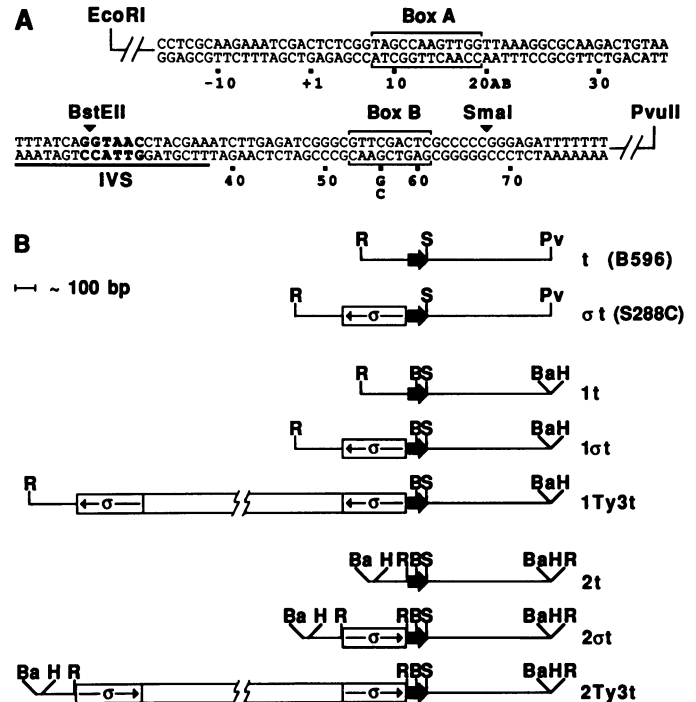 A
EcoRI
Box A
CCTCGCAAGAAATCGACTCTCGGTAGCCAAGTTGGTTAAAGGCGCAAGACTGTAA
GGAGCGTTCTTTAGCTGAGAGCCATCGGTTCAACCAATTTCCGCGTTCTGACATT
-10 +1 10 20AB 30
BstEII
Box B
SmaI
PvuII
TTTATCAGGTAACCTACGAAATCTTGAGATCGGGCGTTCGACTCGCCCCCGGGAGATTTTTTT
AAATAGTCCATTGGATGCTTTAGAACTCTAGCCCGCAAGCTGAGCGGGGGCCCTCTAAAAAAA
IVS
40 50 60 70
G
C
B
~ 100 bp
R S Pv
t (B596)
R σ S Pv
σt (S288C)
R BS BaH
1t
R σ BS BaH
1σt
R σ σ BS BaH
1Ty3t
Ba H RBS BaHR
2t
Ba H R σ RBS BaHR
2σt
Ba H R σ σ RBS BaHR
2Ty3t